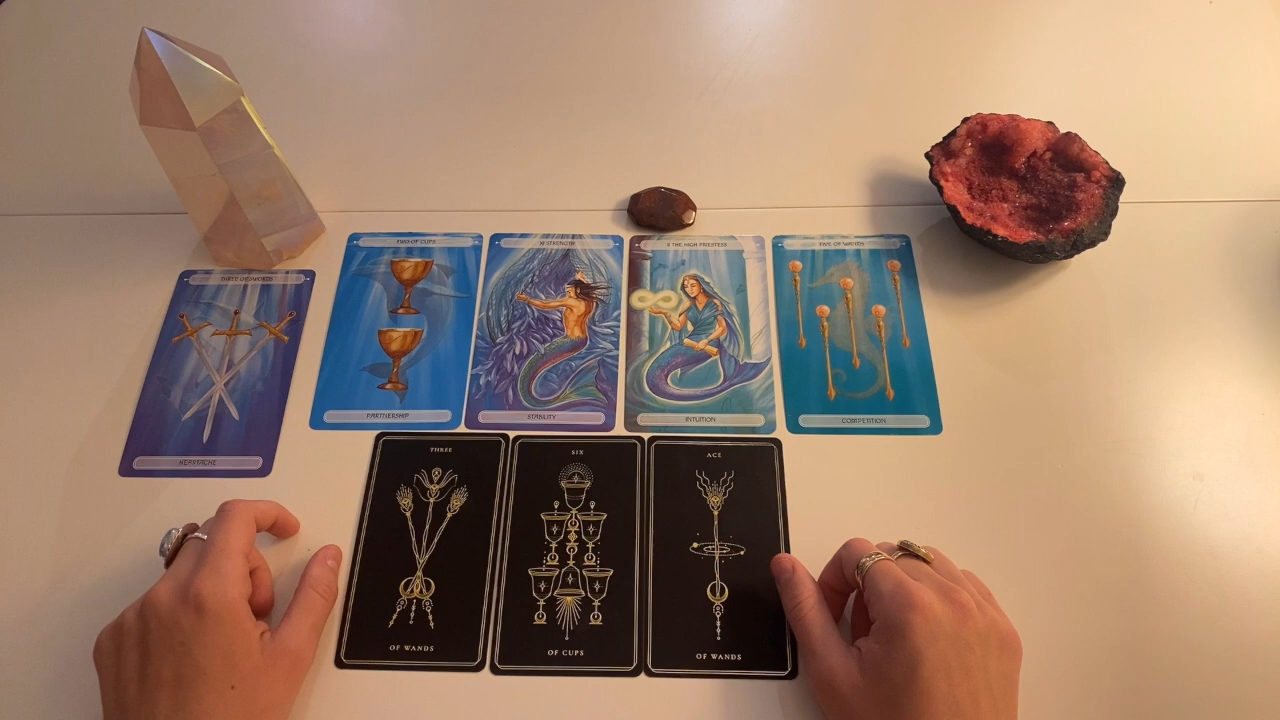 THREE OF SWORDS
HEARTACHE
TWO OF CUPS
PARTNERSHIP
XI STRENGTH
STABILITY
II THE HIGH PRIESTESS
INTUITION
FIVE OF WANDS
COMPETITION
THREE
OF WANDS
SIX
OF CUPS
ACE
OF WANDS